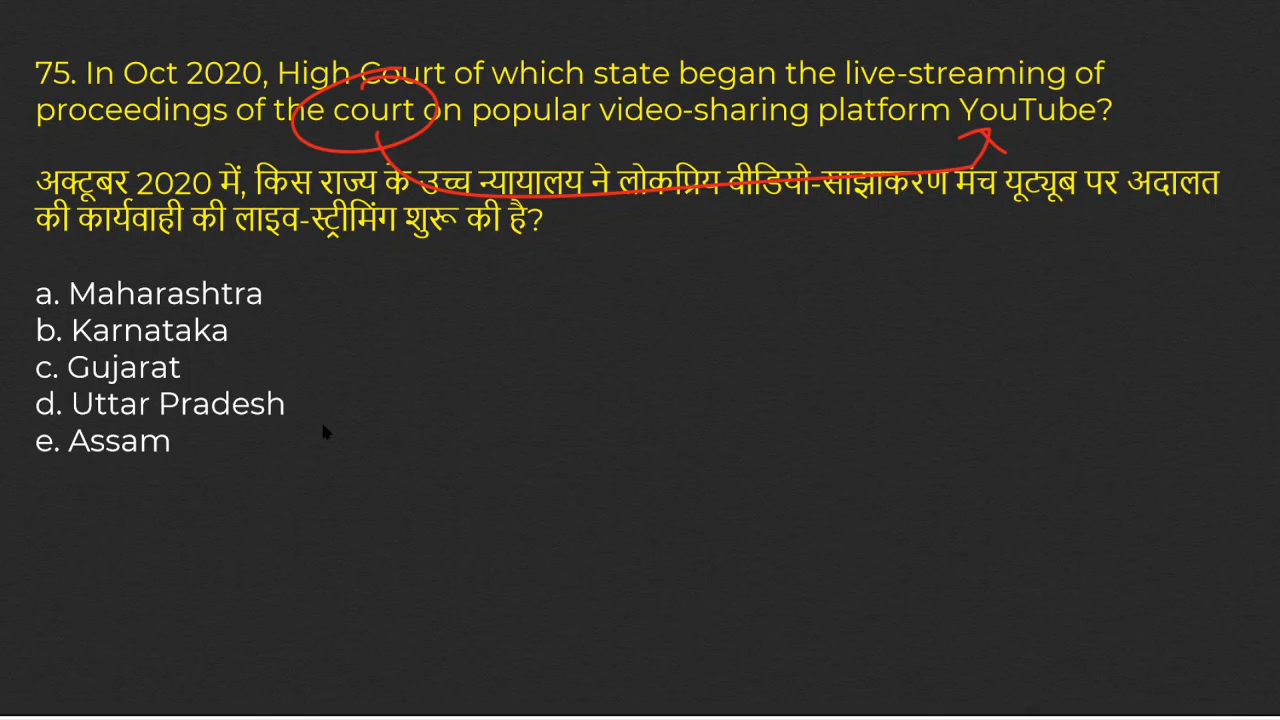 75. In Oct 2020, High Court of which state began the live-streaming of
proceedings of the court on popular video-sharing platform YouTube?
अक्टूबर 2020 में, किस राज्य के उच्च न्यायालय ने लोकप्रिय वीडियो-साझाकरण मंच यूट्यूब पर अदालत
की कार्यवाही की लाइव-स्ट्रीमिंग शुरू की है?
a. Maharashtra
b. Karnataka
c. Gujarat
d. Uttar Pradesh
e. Assam